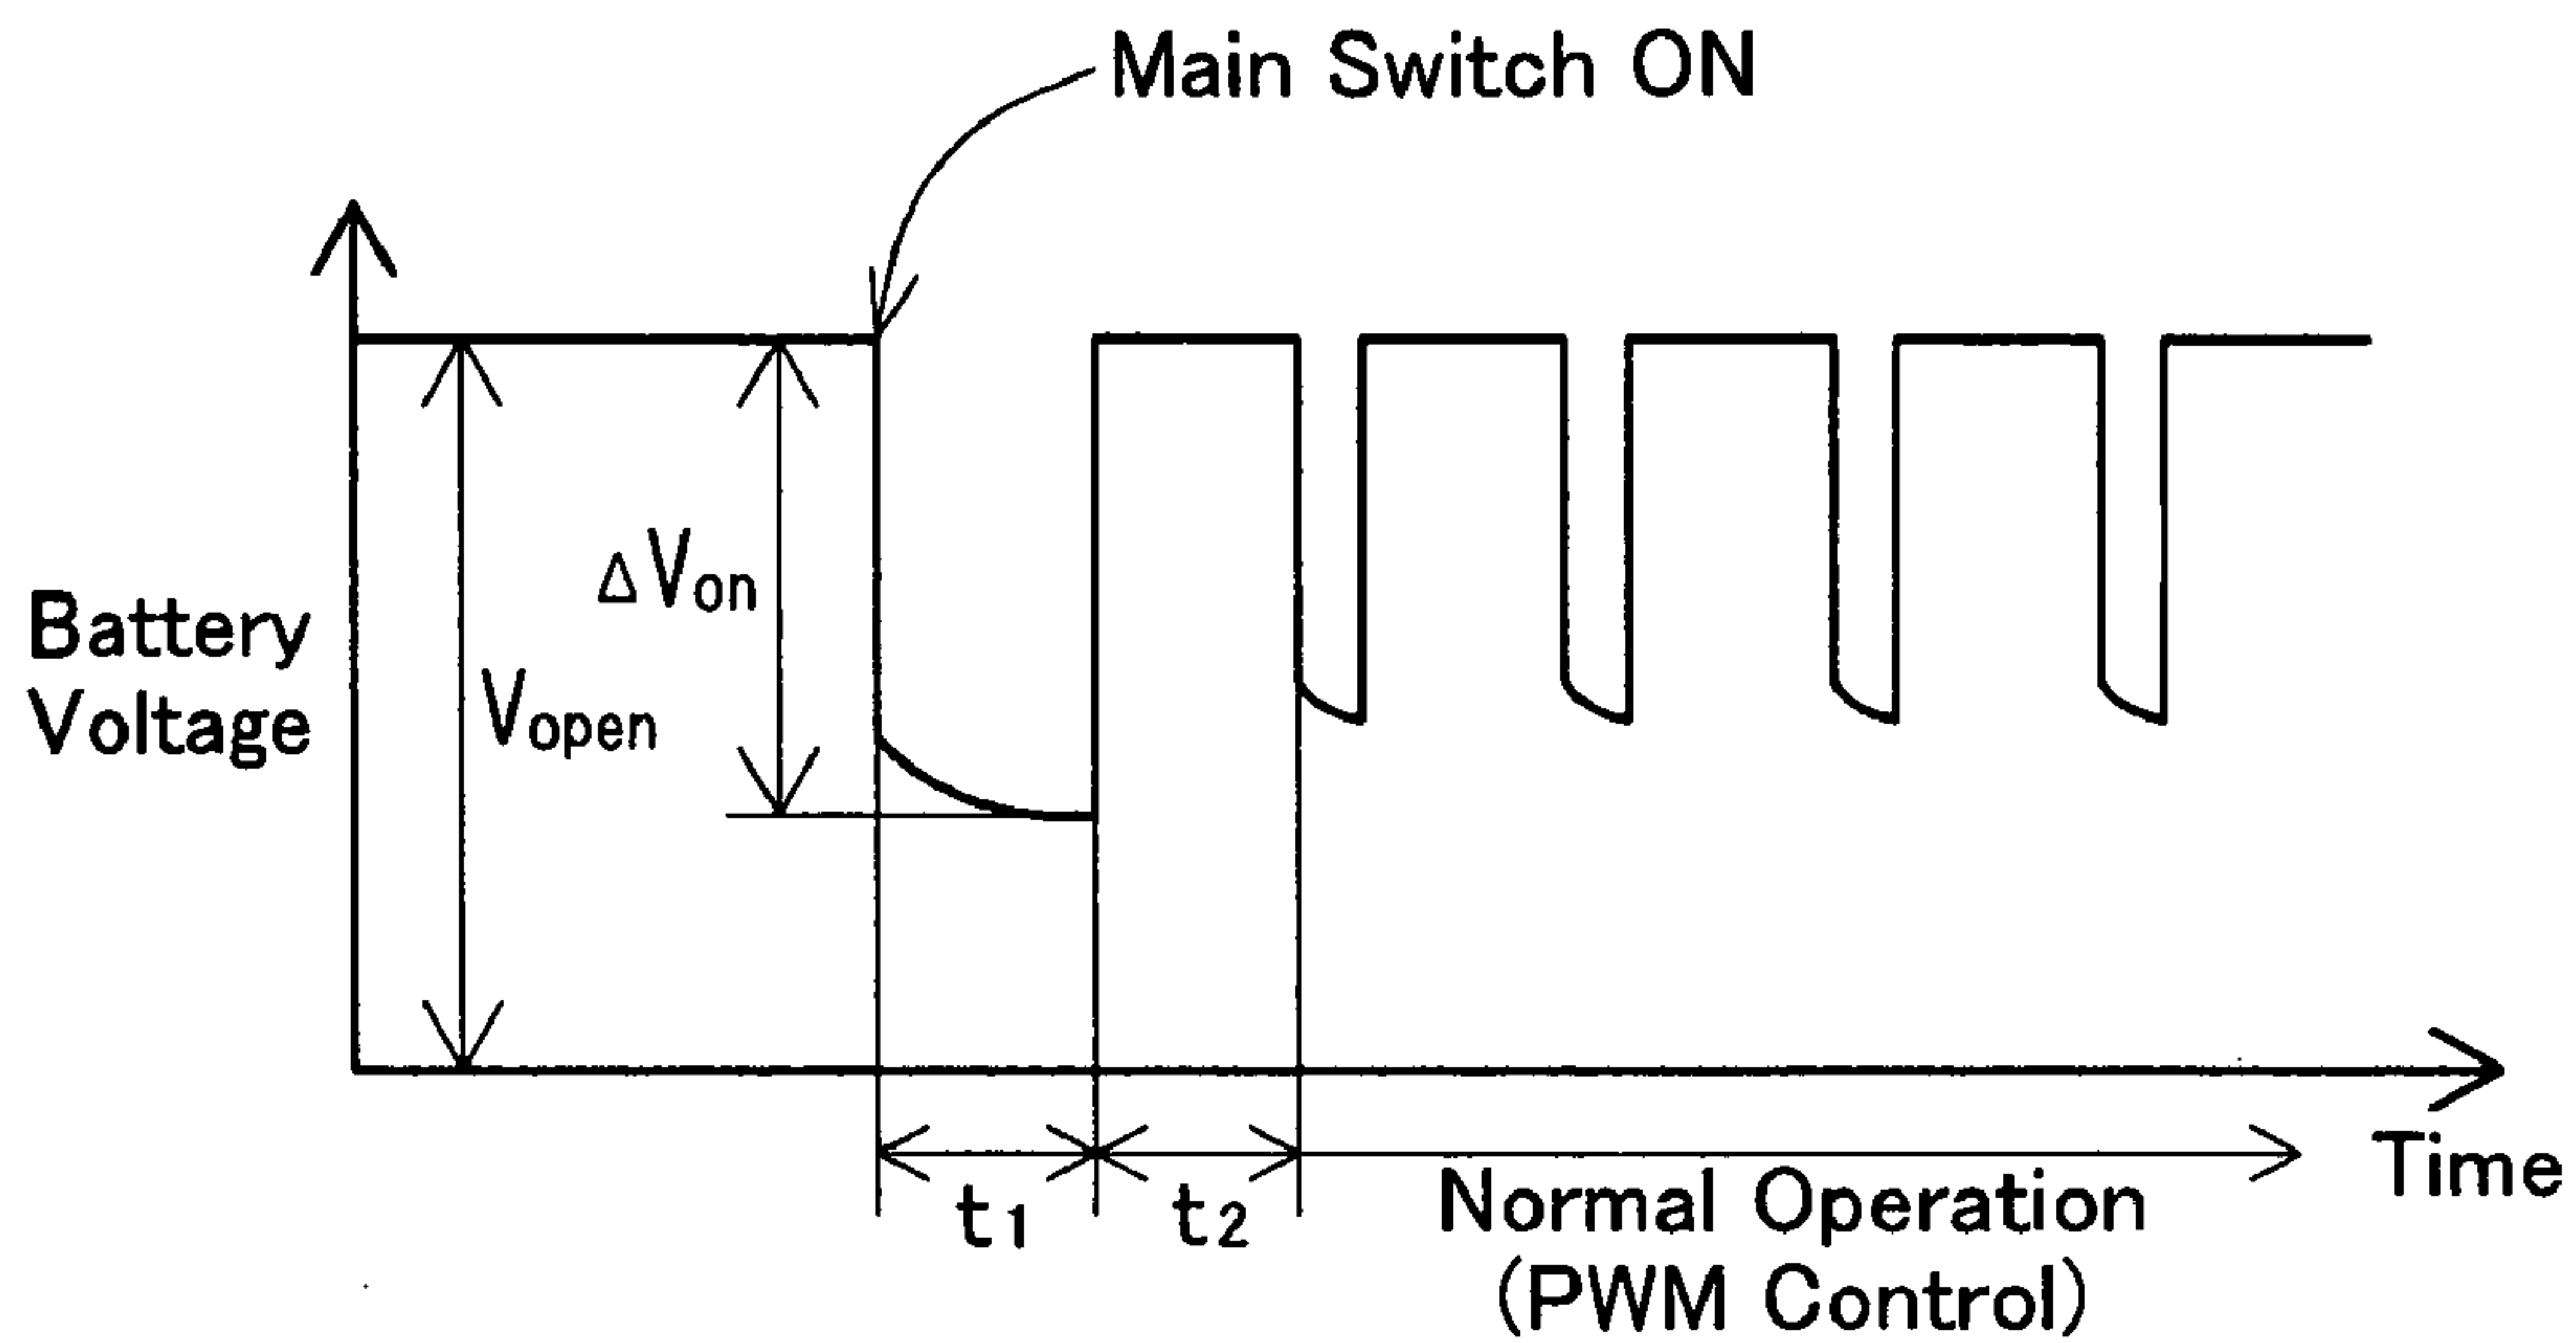 Main Switch ON
ΔVon
Battery
Voltage
Vopen
t1
t2
Normal Operation
(PWM Control)
Time